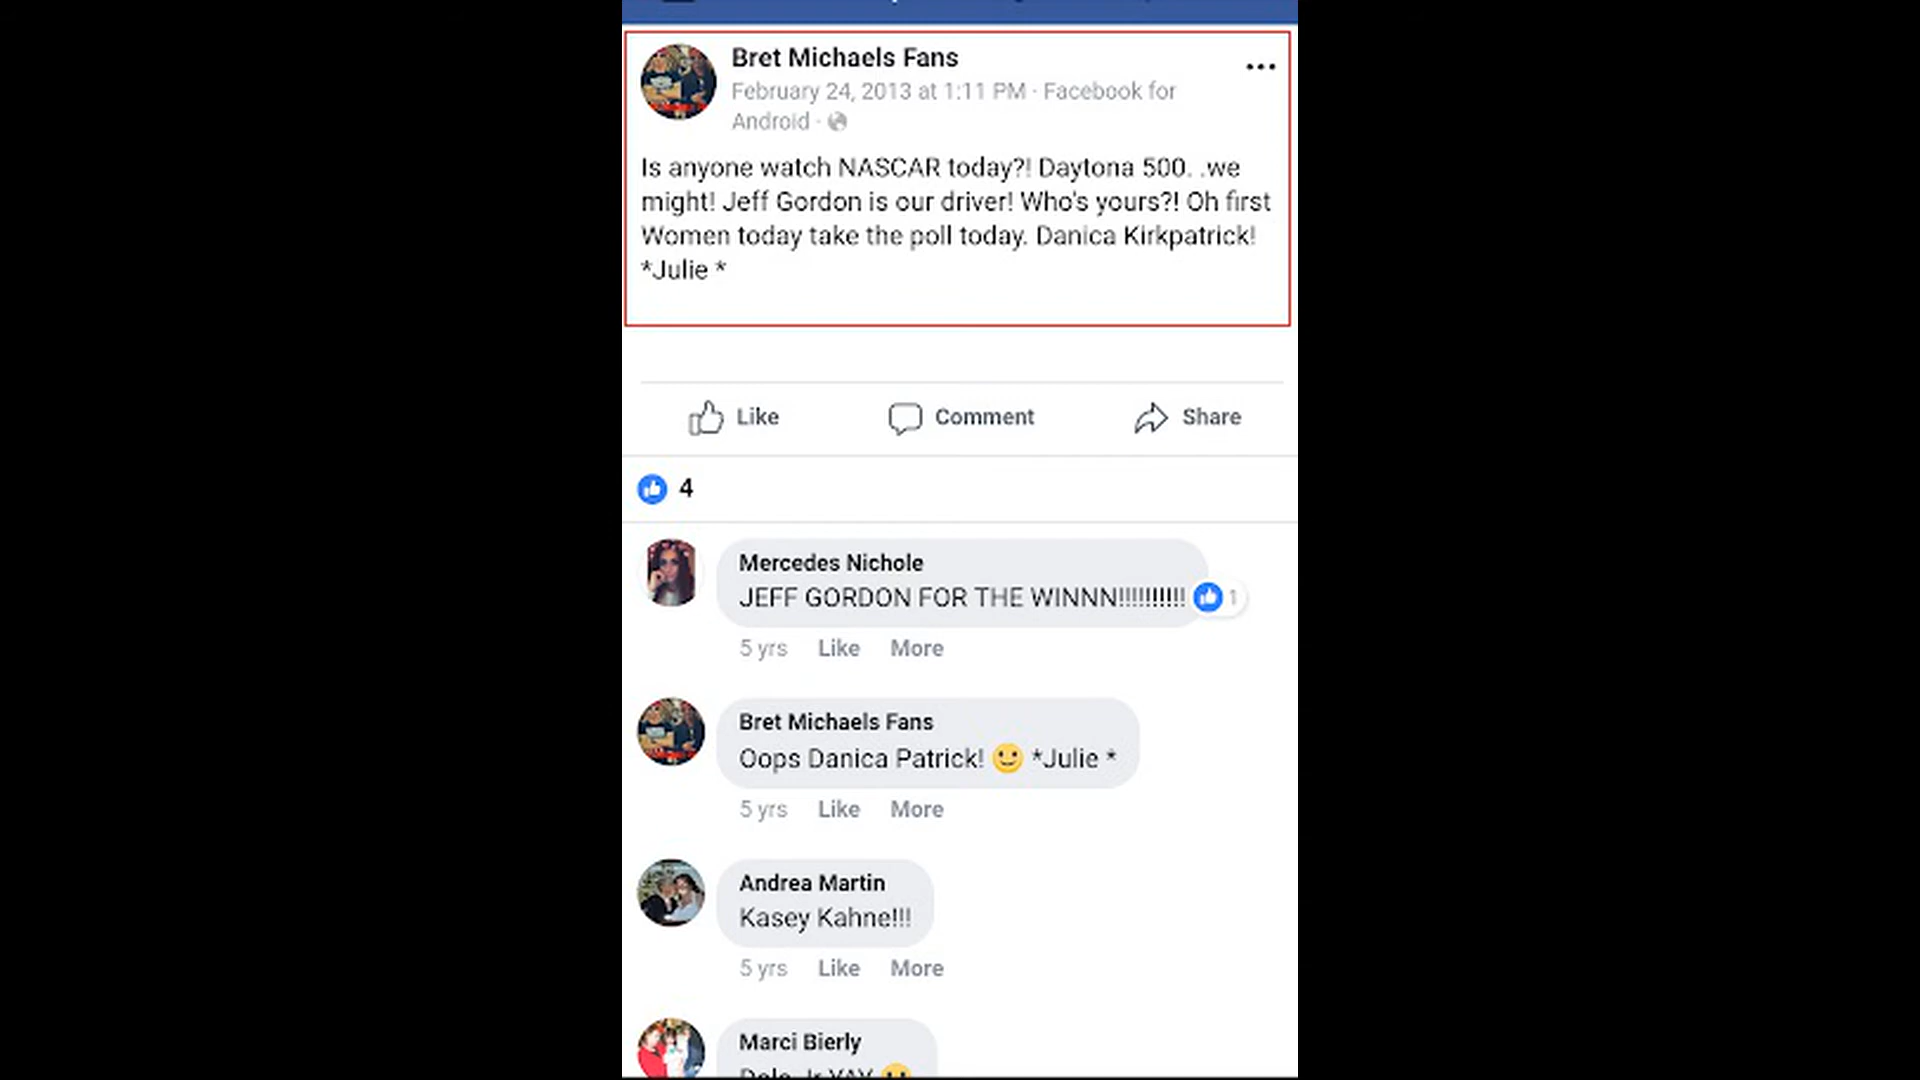 Bret Michaels Fans
February 24, 2013 at 1:11 PM · Facebook for
Android ·
Is anyone watch NASCAR today?! Daytona 500. .we
might! Jeff Gordon is our driver! Who's yours?! Oh first
Women today take the poll today. Danica Kirkpatrick!
*Julie *
Like Comment Share
4
Mercedes Nichole
JEFF GORDON FOR THE WINNN!!!!!!!!!! 1
5 yrs Like More
Bret Michaels Fans
Oops Danica Patrick! 🙂 *Julie *
5 yrs Like More
Andrea Martin
Kasey Kahne!!!
5 yrs Like More
Marci Bierly